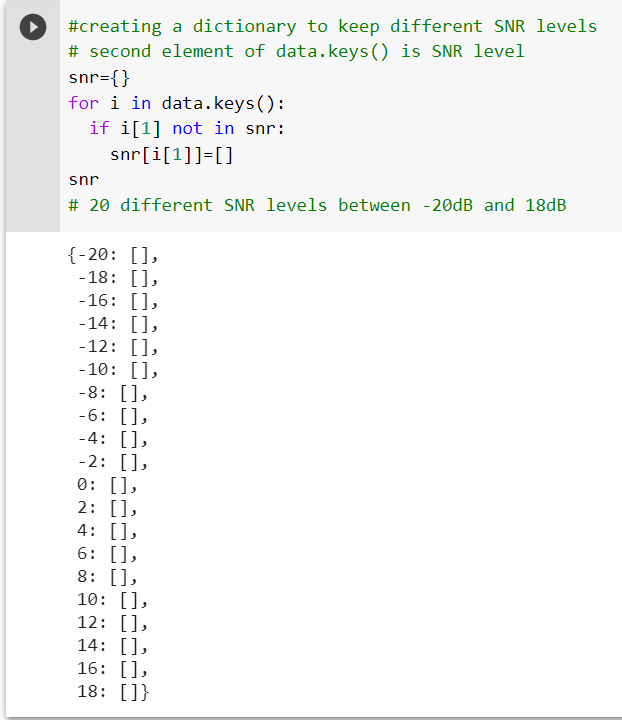 #creating a dictionary to keep different SNR levels
# second element of data.keys() is SNR level
snr={}
for i in data.keys():
  if i[1] not in snr:
    snr[i[1]]=[]
snr
# 20 different SNR levels between -20dB and 18dB
{-20: [],
 -18: [],
 -16: [],
 -14: [],
 -12: [],
 -10: [],
 -8: [],
 -6: [],
 -4: [],
 -2: [],
 0: [],
 2: [],
 4: [],
 6: [],
 8: [],
 10: [],
 12: [],
 14: [],
 16: [],
 18: []}